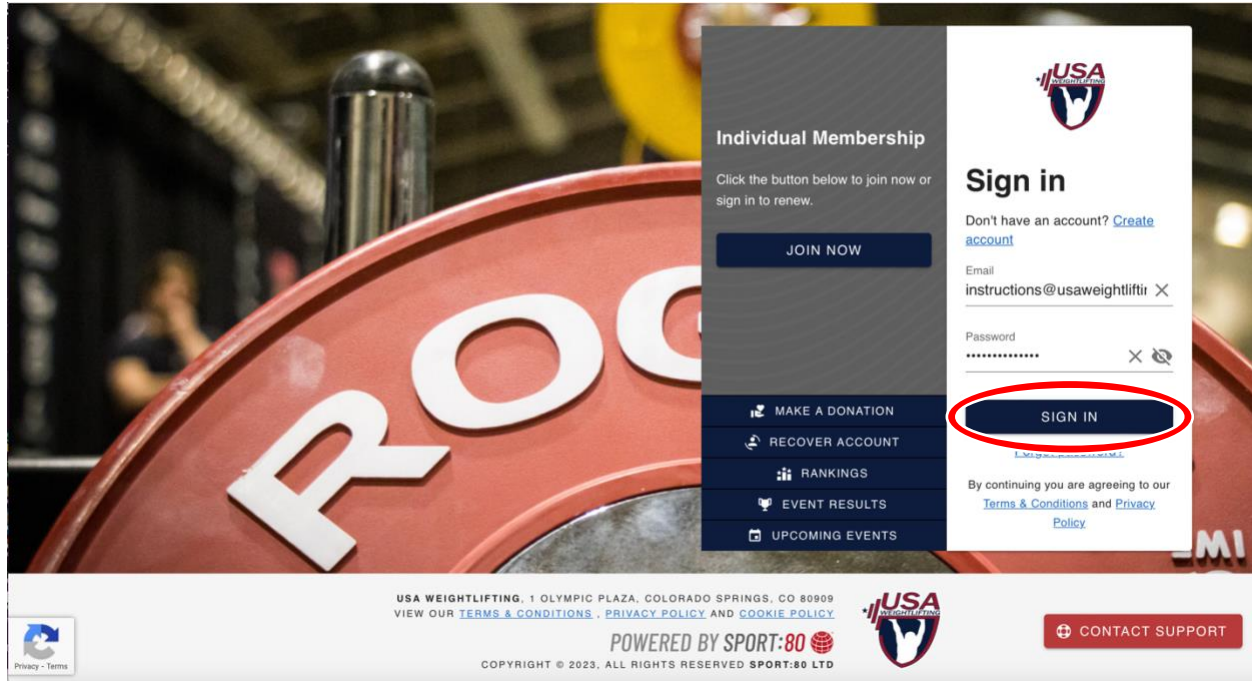 ROG
Individual Membership
Click the button below to join now or
sign in to renew.
JOIN NOW
MAKE A DONATION
RECOVER ACCOUNT
RANKINGS
EVENT RESULTS
UPCOMING EVENTS
USA
WEIGHTLIFTING
Sign in
Don't have an account? Create
account
Email
instructions@usaweightliftin
Password
••••••••••••••
SIGN IN
Forgot password?
By continuing you are agreeing to our
Terms & Conditions and Privacy
Policy
EMI
USA WEIGHTLIFTING, 1 OLYMPIC PLAZA, COLORADO SPRINGS, CO 80909
VIEW OUR TERMS & CONDITIONS , PRIVACY POLICY AND COOKIE POLICY
POWERED BY SPORT:80
COPYRIGHT © 2023, ALL RIGHTS RESERVED SPORT:80 LTD
USA
WEIGHTLIFTING
CONTACT SUPPORT
Privacy - Terms